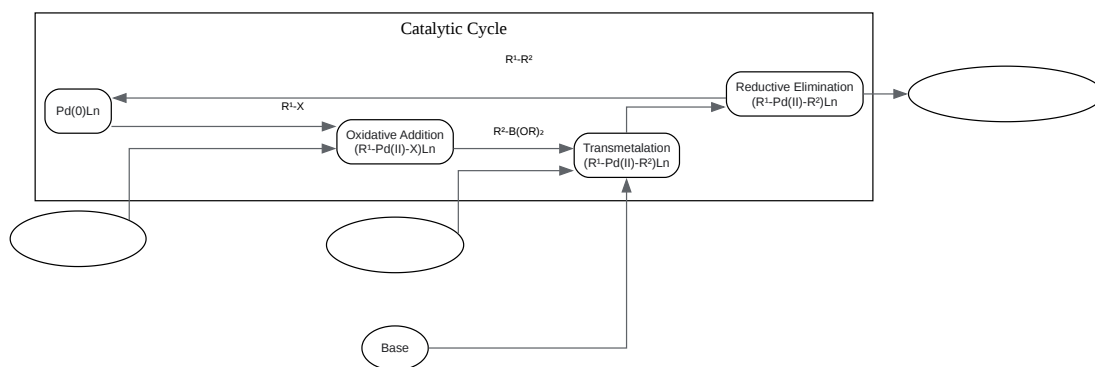 Catalytic Cycle
R¹-R²
Pd(0)Ln
R¹-X
Oxidative Addition
(R¹-Pd(II)-X)Ln
R²-B(OR)₂
Transmetalation
(R¹-Pd(II)-R²)Ln
Reductive Elimination
(R¹-Pd(II)-R²)Ln
Base